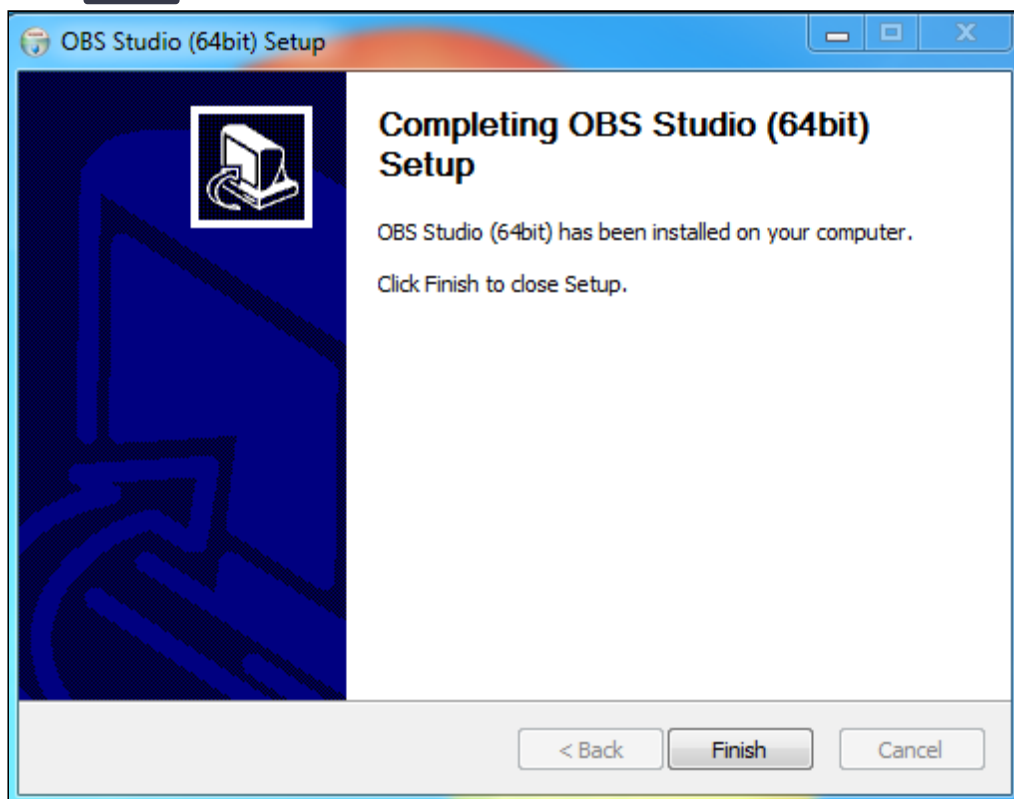 OBS Studio (64bit) Setup
Completing OBS Studio (64bit)
Setup
OBS Studio (64bit) has been installed on your computer.
Click Finish to close Setup.
< Back
Finish
Cancel